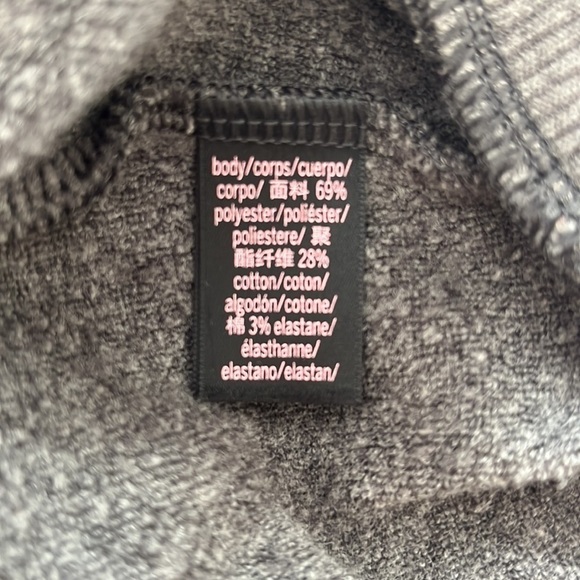 body/corps/cuerpo/
corpo/ 面料 69%
polyester/poliéster/
poliestere/ 聚
酯纤维 28%
cotton/coton/
algodón/cotone/
棉 3% elastane/
élasthanne/
elastano/elastan/